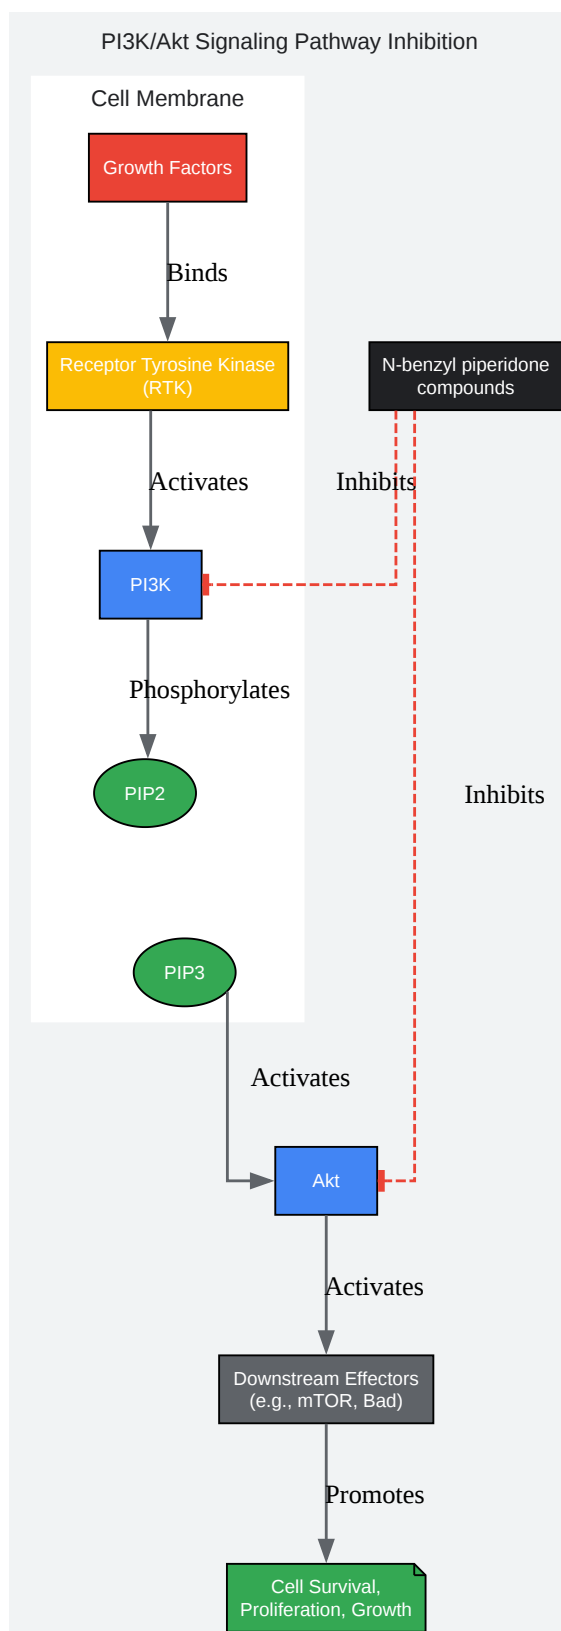 PI3K/Akt Signaling Pathway Inhibition
Cell Membrane
Growth Factors
Binds
Receptor Tyrosine Kinase
(RTK)
N-benzyl piperidone
compounds
Activates
Inhibits
PI3K
Phosphorylates
PIP2
Inhibits
PIP3
Activates
Akt
Activates
Downstream Effectors
(e.g., mTOR, Bad)
Promotes
Cell Survival,
Proliferation, Growth